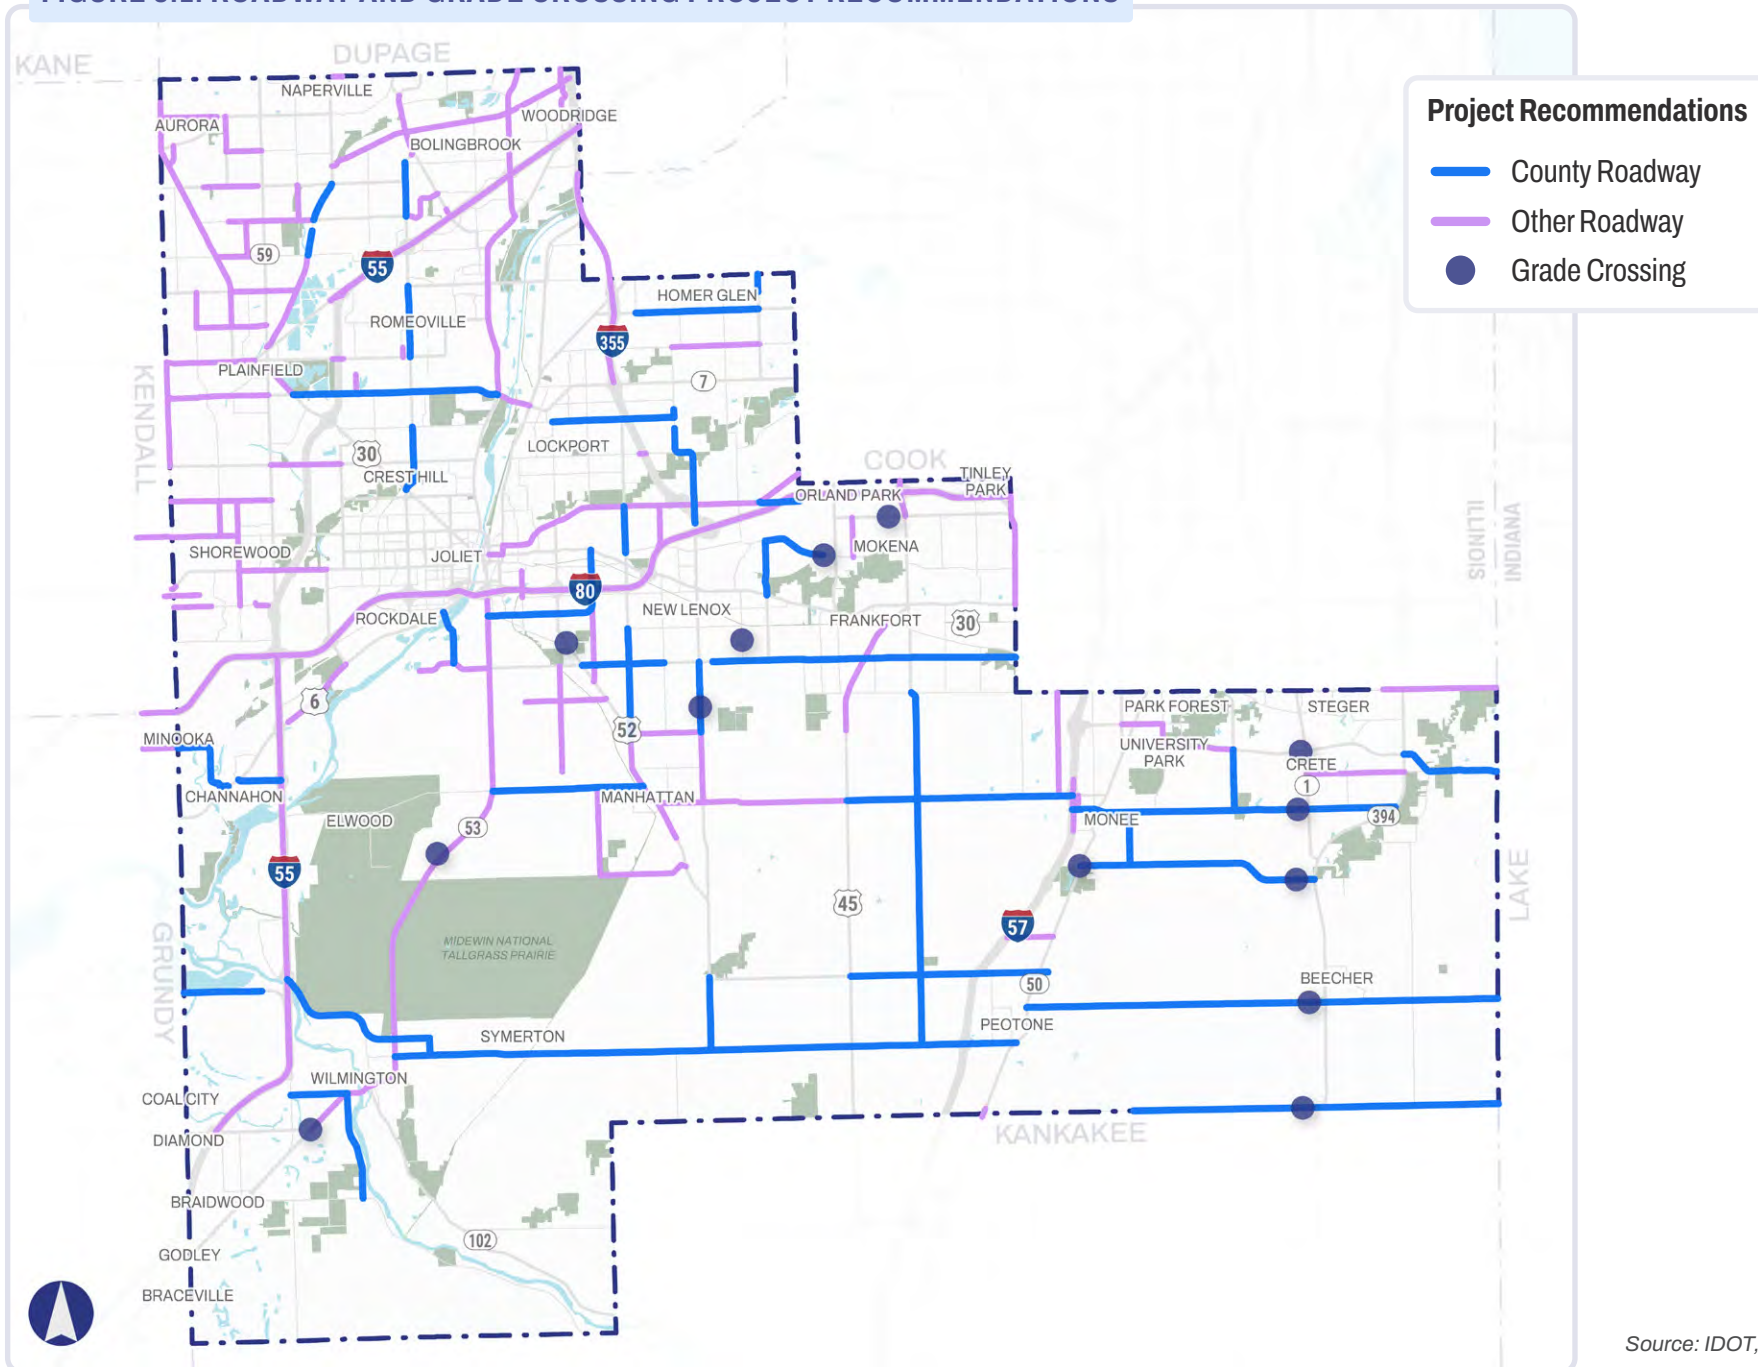 KANE
DUPAGE
NAPERVILLE
WOODRIDGE
AURORA
BOLINGBROOK
Project Recommendations
County Roadway
Other Roadway
Grade Crossing
59
55
HOMER GLEN
ROMEOVILLE
355
PLAINFIELD
7
KENDALL
LOCKPORT
30
CREST HILL
COOK
TINLEY
PARK
ORLAND PARK
SHOREWOOD
JOLIET
MOKENA
ILLINOIS
INDIANA
80
ROCKDALE
NEW LENOX
FRANKFORT
30
6
52
PARK FOREST
STEGER
MINOOKA
UNIVERSITY
PARK
CRETE
1
CHANNAHON
MANHATTAN
394
ELWOOD
53
MONEE
55
45
57
LAKE
MIDEWIN NATIONAL
TALLGRASS PRAIRIE
GRUNDY
50
BEECHER
SYMERTON
PEOTONE
WILMINGTON
COAL CITY
DIAMOND
KANKAKEE
BRAIDWOOD
102
GODLEY
BRACEVILLE
Source: IDOT,